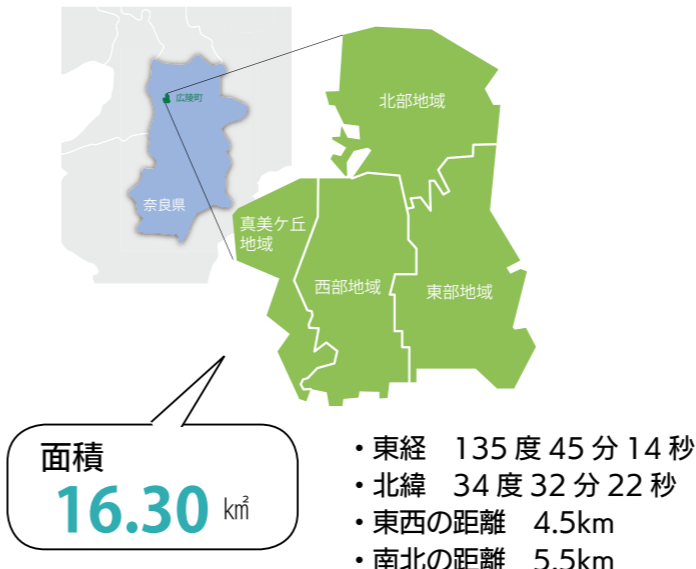 広陵町
奈良県
北部地域
真美ケ丘
地域
西部地域
東部地域
面積
16.30 ㎢
・東経　135 度 45 分 14 秒
・北緯　34 度 32 分 22 秒
・東西の距離　4.5km
・南北の距離　5.5km